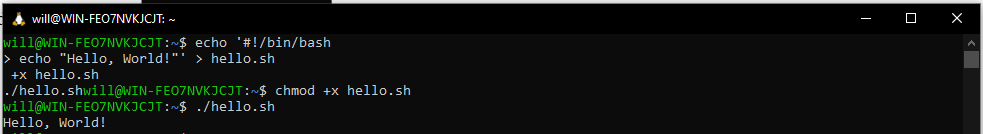 will@WIN-FEO7NVKJCJT: ~
will@WIN-FEO7NVKJCJT:~$ echo '#!/bin/bash
> echo "Hello, World!"' > hello.sh
 +x hello.sh
./hello.shwill@WIN-FEO7NVKJCJT:~$ chmod +x hello.sh
will@WIN-FEO7NVKJCJT:~$ ./hello.sh
Hello, World!